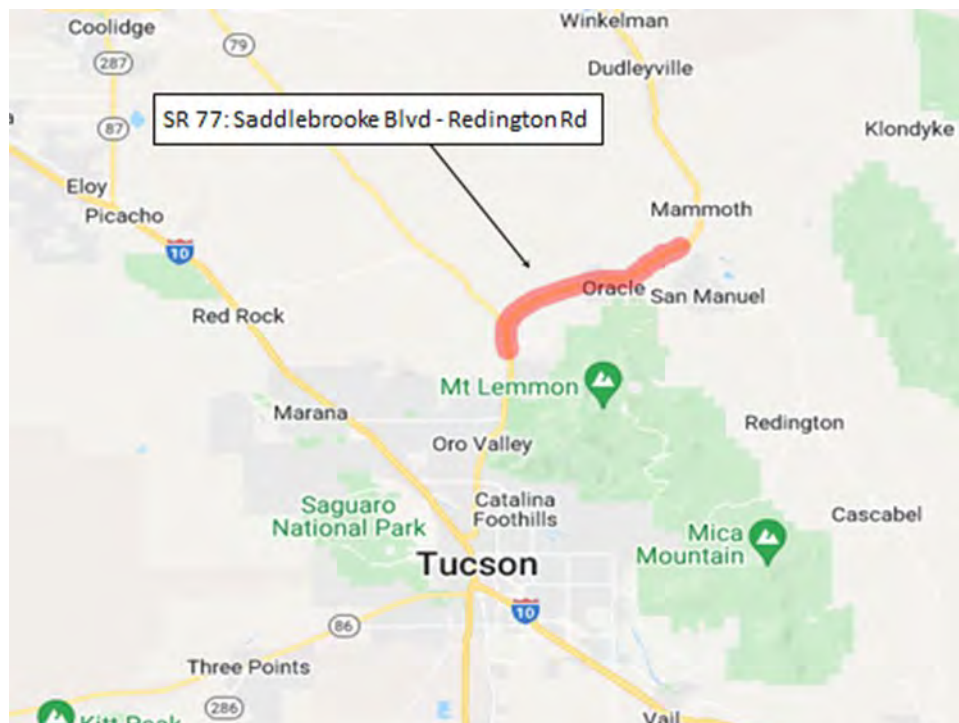 Coolidge
79
Winkelman
287
Dudleyville
SR 77: Saddlebrooke Blvd - Redington Rd
87
Klondyke
Eloy
Picacho
Mammoth
10
Oracle
San Manuel
Red Rock
Mt Lemmon
Marana
Redington
Oro Valley
Saguaro
National Park
Catalina
Foothills
Cascabel
Mica
Mountain
Tucson
10
86
Three Points
286
Vail